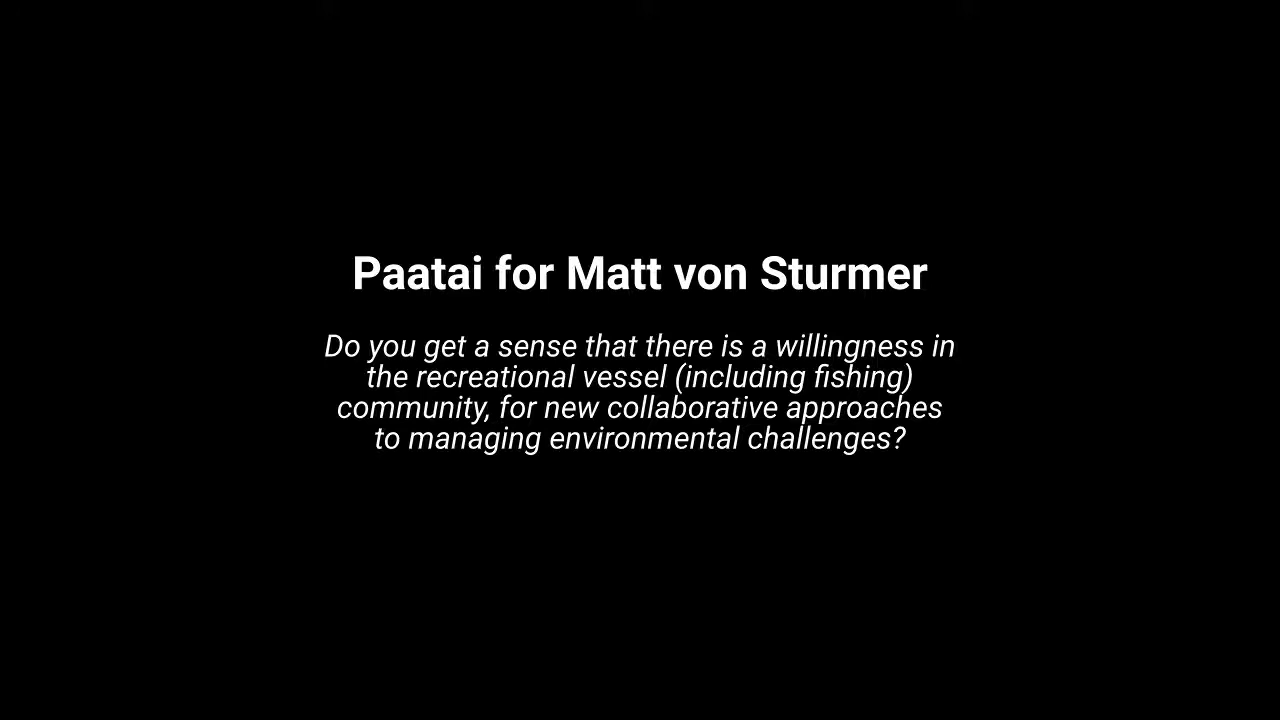 Paatai for Matt von Sturmer
Do you get a sense that there is a willingness in
the recreational vessel (including fishing)
community, for new collaborative approaches
to managing environmental challenges?